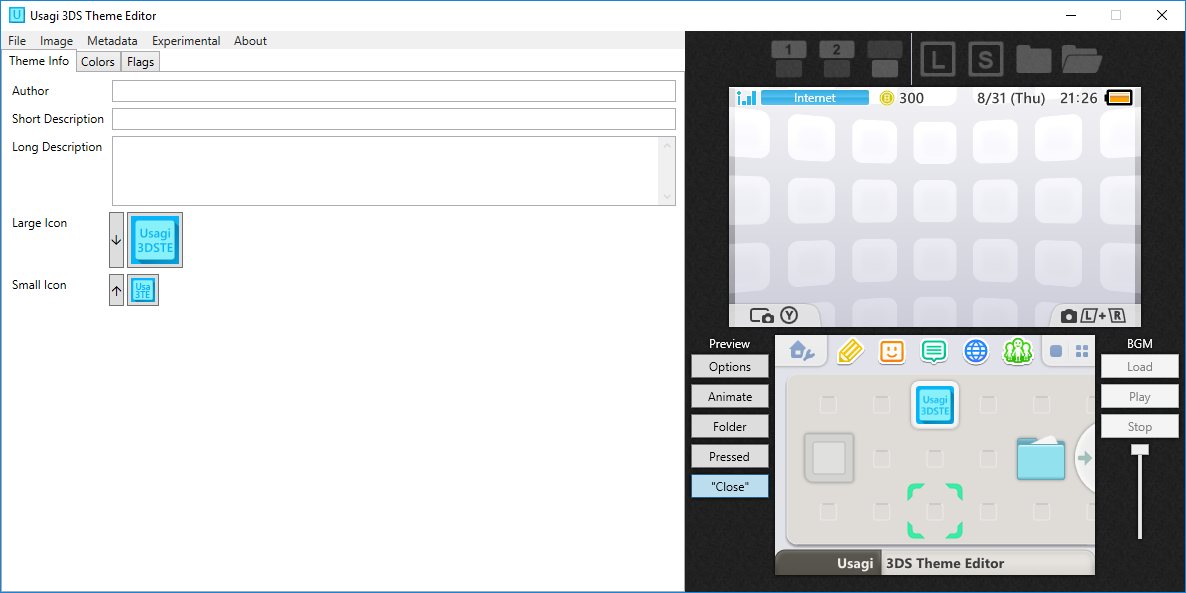 U Usagi 3DS Theme Editor
File Image Metadata Experimental About
Theme Info Colors Flags
Author
Short Description
Long Description
Large Icon
Usagi
3DSTE
Small Icon
Usa
3TE
1 2 L S
Internet 300 8/31 (Thu) 21:26
Y L+R
Preview
Options
Animate
Folder
Pressed
"Close"
Usagi
3DSTE
Usagi 3DS Theme Editor
BGM
Load
Play
Stop